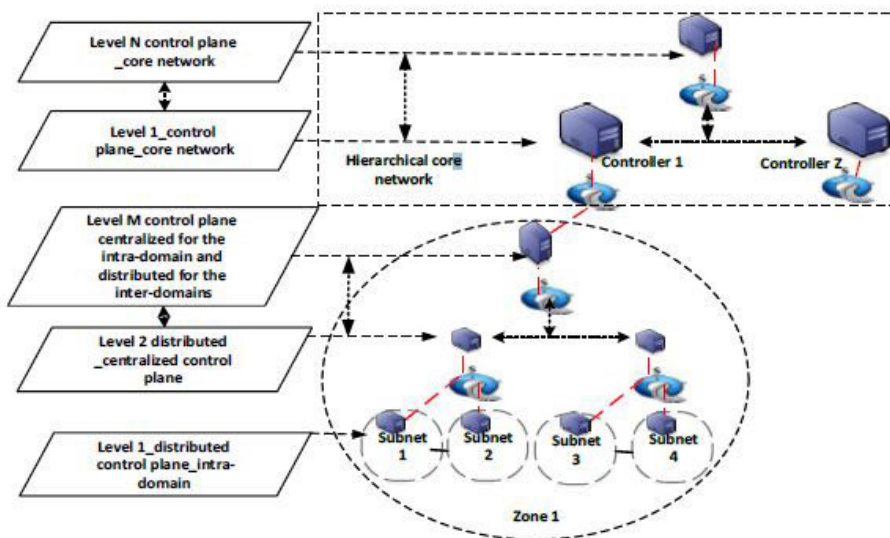 Level N control plane
_core network
Level 1_control
plane_core network
Hierarchical core
network
Controller 1
Controller Z
S
S
S
Level M control plane
centralized for the
intra-domain and
distributed for the
inter-domains
S
Level 2 distributed
_centralized control
plane
S
S
Level 1_distributed
control plane_intra-
domain
Subnet
1
Subnet
2
Subnet
3
Subnet
4
Zone 1